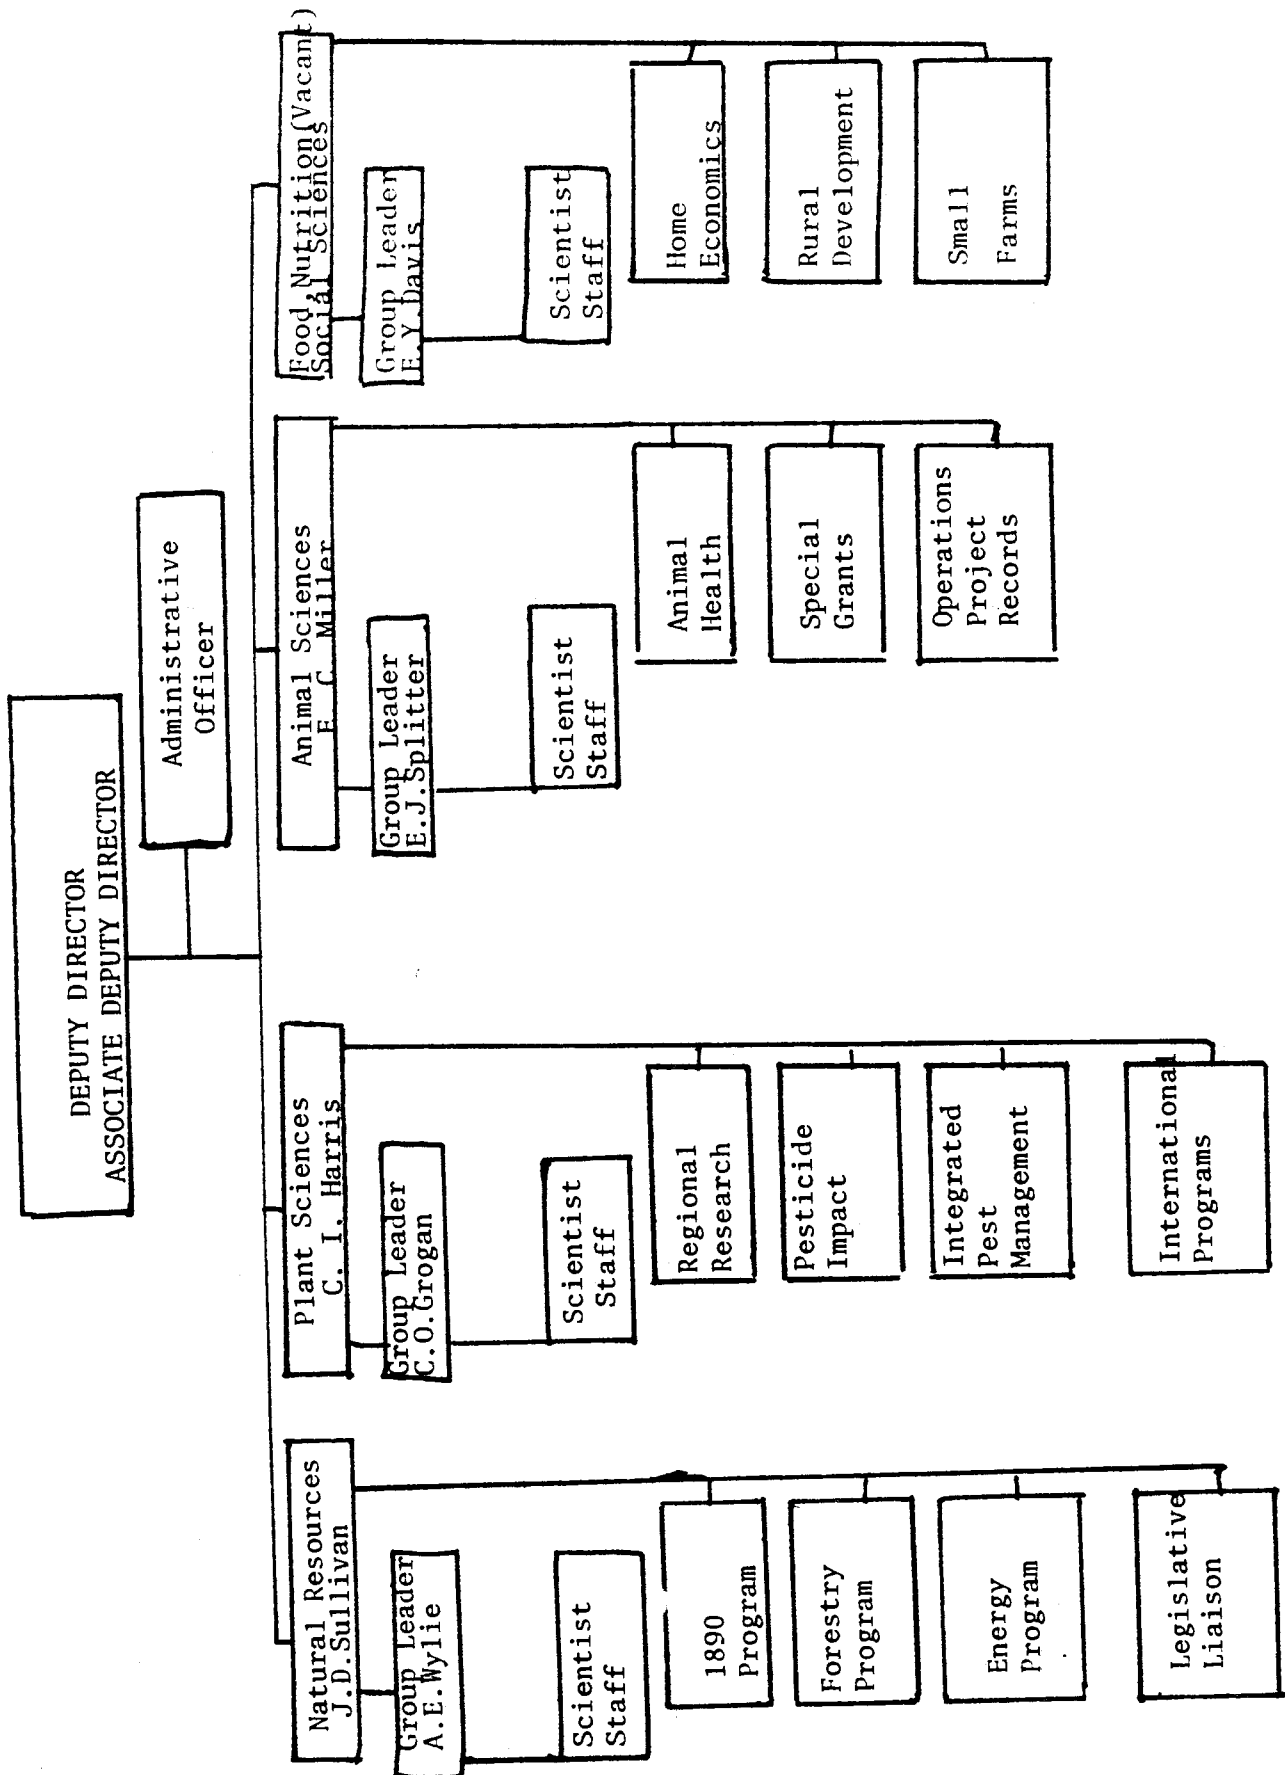 DEPUTY DIRECTOR
ASSOCIATE DEPUTY DIRECTOR
Administrative
Officer
Natural Resources
J.D.Sullivan
Group Leader
A.E.Wylie
Scientist
Staff
1890
Program
Forestry
Program
Energy
Program
Legislative
Liaison
Plant Sciences
C. I. Harris
Group Leader
C.O.Grogan
Scientist
Staff
Regional
Research
Pesticide
Impact
Integrated
Pest
Management
International
Programs
Animal Sciences
E C Miller
Group Leader
E.J.Splitter
Scientist
Staff
Animal
Health
Special
Grants
Operations
Project
Records
Food,Nutrition(Vacant)
Social Sciences
Group Leader
E.Y.Davis
Scientist
Staff
Home
Economics
Rural
Development
Small
Farms